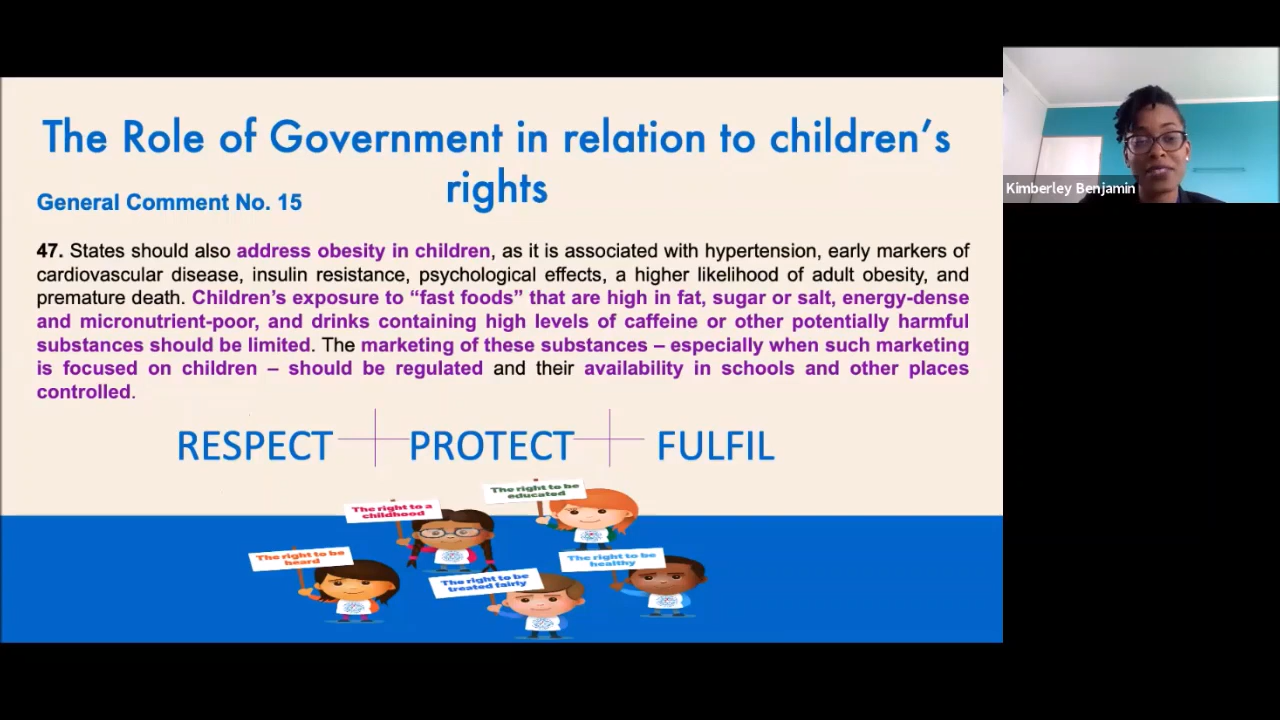 The Role of Government in relation to children's
rights
General Comment No. 15
47. States should also address obesity in children, as it is associated with hypertension, early markers of
cardiovascular disease, insulin resistance, psychological effects, a higher likelihood of adult obesity, and
premature death. Children's exposure to “fast foods” that are high in fat, sugar or salt, energy-dense
and micronutrient-poor, and drinks containing high levels of caffeine or other potentially harmful
substances should be limited. The marketing of these substances – especially when such marketing
is focused on children – should be regulated and their availability in schools and other places
controlled.
RESPECT PROTECT FULFIL
The right to be
educated
The right to a
childhood
The right to be
heard
The right to be
healthy
The right to be
treated fairly
Kimberley Benjamin